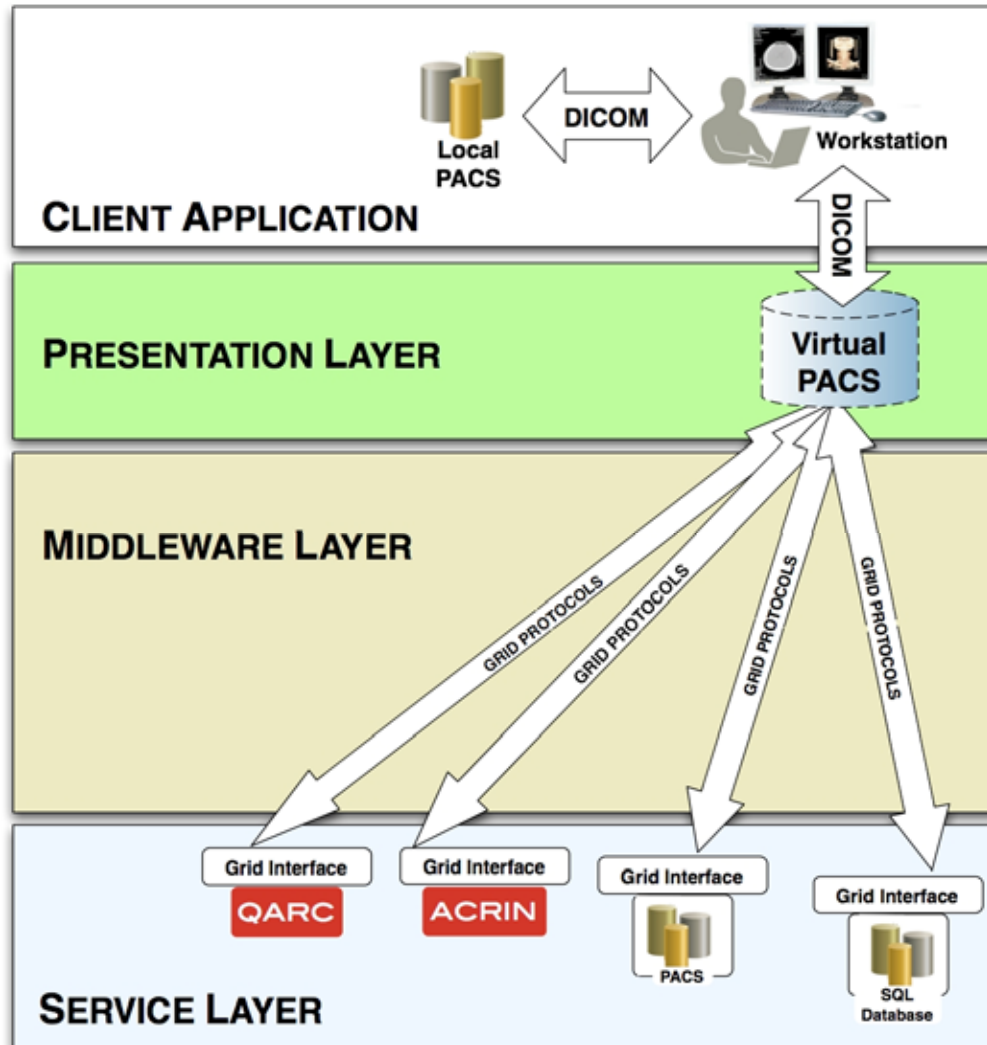 DICOM
Local
PACS
Workstation
CLIENT APPLICATION
DICOM
PRESENTATION LAYER
Virtual
PACS
MIDDLEWARE LAYER
GRID PROTOCOLS
GRID PROTOCOLS
GRID PROTOCOLS
GRID PROTOCOLS
Grid Interface
QARC
Grid Interface
ACRIN
Grid Interface
PACS
Grid Interface
SQL
Database
SERVICE LAYER